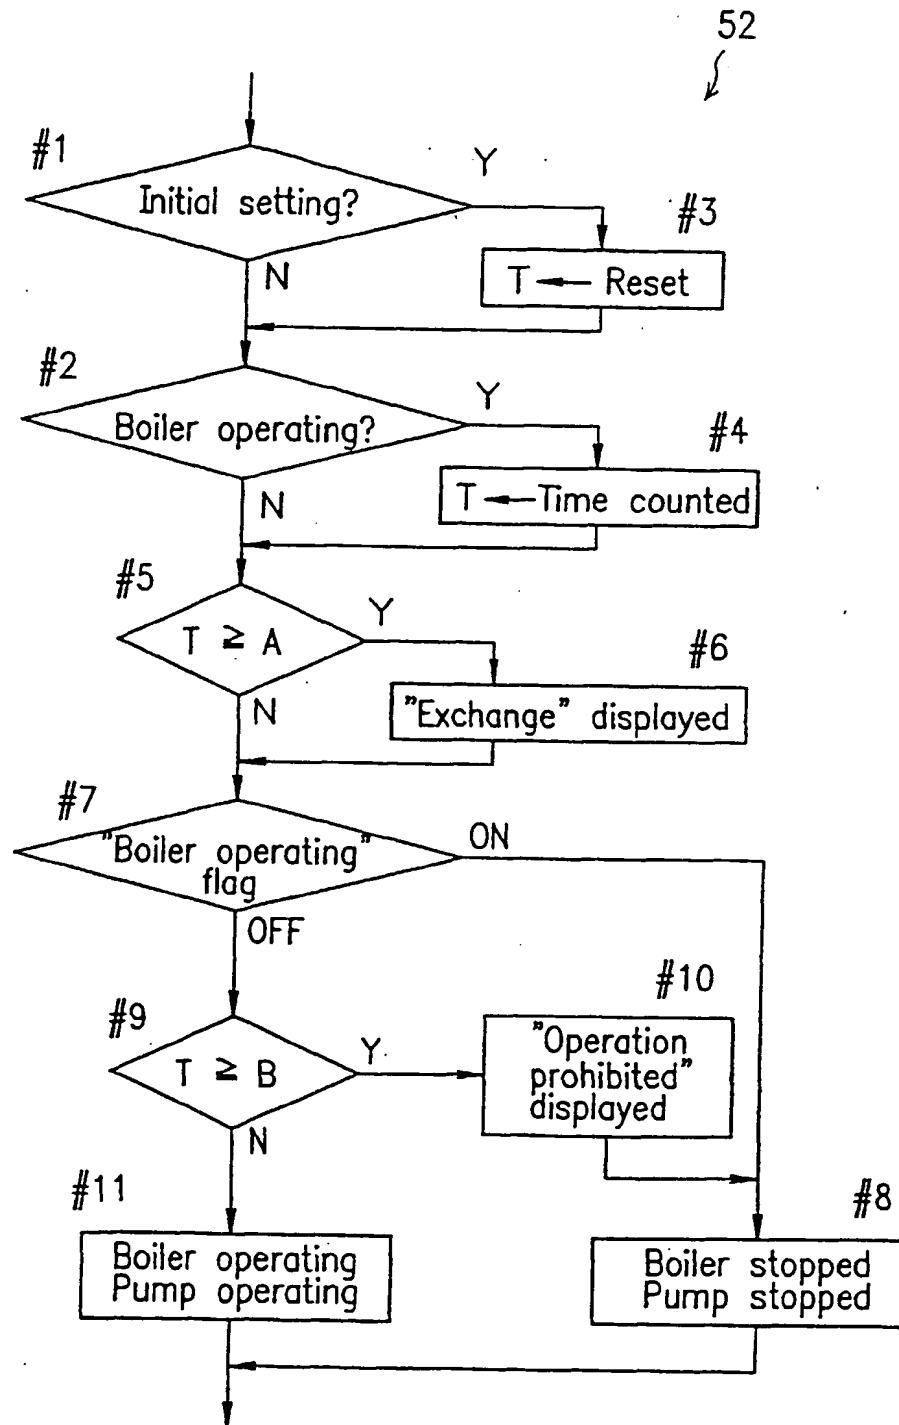 52
#1
Y
Initial setting?
#3
T ← Reset
N
#2
Y
Boiler operating?
#4
T ← Time counted
N
#5
Y
T ≧ A
#6
"Exchange" displayed
N
#7
"Boiler operating"
flag
ON
OFF
#10
#9
"Operation
prohibited"
displayed
Y
T ≧ B
N
#11
#8
Boiler operating
Pump operating
Boiler stopped
Pump stopped